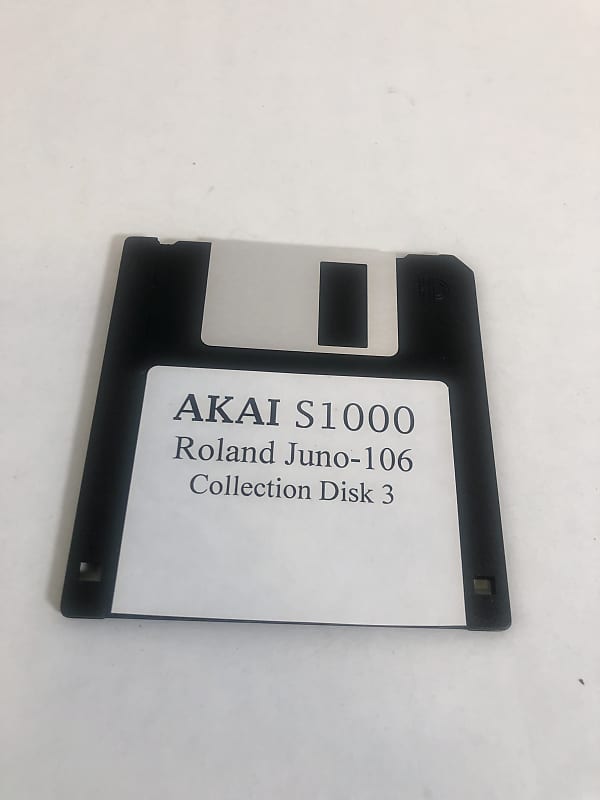 AKAI S1000
Roland Juno-106
Collection Disk 3